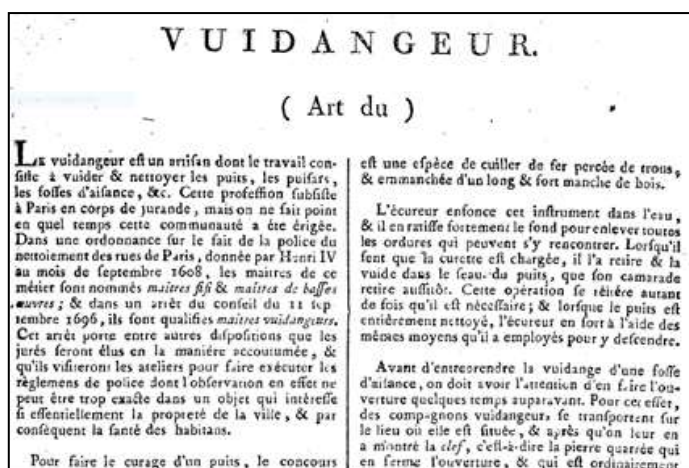 VUIDANGEUR.
( Art du )
LE vuidangeur eſt un artiſan dont le travail con-
ſiſte à vuider & nettoyer les puits, les puiſars,
les foſſes d'aiſance, &c. Cette profeſſion ſubſiſte
à Paris en corps de jurande, mais on ne ſait point
en quel temps cette communauté a été érigée.
Dans une ordonnance ſur le fait de la police du
nettoiement des rues de Paris, donnée par Henri IV
au mois de ſeptembre 1608, les maitres de ce
métier ſont nommés maitres fifi & maîtres de baſſes
œuvres ; & dans un arrêt du conſeil du 11 ſep
tembre 1696, ils ſont qualifiés maitres vuidangeurs.
Cet arrêt porte entre autres diſpoſitions que les
jurés ſeront élus en la manière accoutumée, &
qu'ils viſiteront les ateliers pour faire exécuter les
règlemens de police dont l'obſervation en effet ne
peut être trop exacte dans un objet qui intéreſſe
ſi eſſentiellement la propreté de la ville, & par
conſéquent la ſanté des habitans.
Pour faire le curage d'un puits, le concours
eſt une eſpèce de cuiller de fer percée de trous,
& emmanchée d'un long & fort manche de bois.
L'écureur enfonce cet inſtrument dans l'eau,
& il en ratiſſe fortement le fond pour enlever toutes
les ordures qui peuvent s'y rencontrer. Lorſqu'il
ſent que la curette eſt chargée, il l'a retire & la
vuide dans le ſeau du puits, que ſon camarade
retire auſſitôt. Cette opération ſe réitère autant
de fois qu'il eſt néceſſaire ; & lorſque le puits eſt
entièrement nettoyé, l'écureur en ſort à l'aide des
mêmes moyens qu'il a employés pour y deſcendre.
Avant d'entreprendre la vuidange d'une foſſe
d'aiſance, on doit avoir l'attention d'en faire l'ou-
verture quelques temps auparavant. Pour cet effet,
des compagnons vuidangeurs ſe tranſportent ſur
le lieu où elle eſt ſituée, & après qu'on leur en
a montré la clef, c'eſt-à-dire la pierre quarrée qui
en ferme l'ouverture, & qui eſt ordinairement